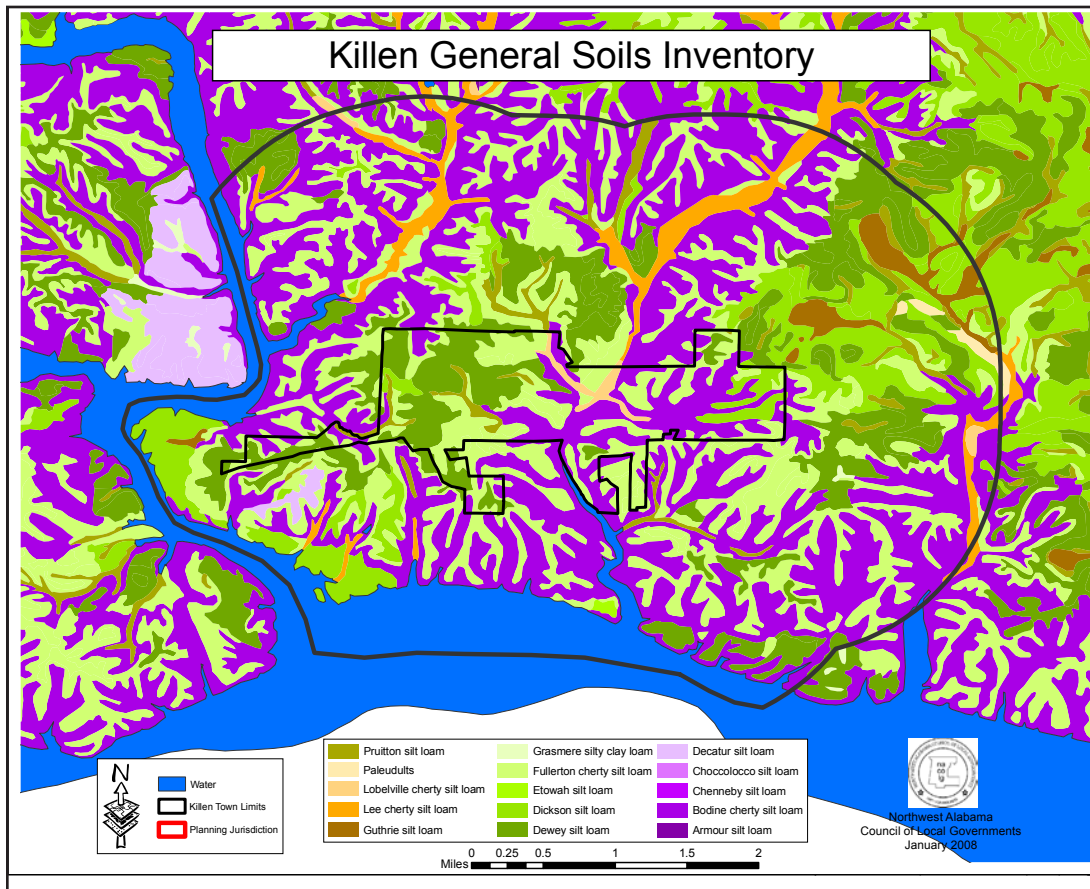 Killen General Soils Inventory
N
Water
Killen Town Limits
Planning Jurisdiction
Pruitton silt loam
Paleudults
Lobelville cherty silt loam
Lee cherty silt loam
Guthrie silt loam
Grasmere silty clay loam
Fullerton cherty silt loam
Etowah silt loam
Dickson silt loam
Dewey silt loam
Decatur silt loam
Choccolocco silt loam
Chenneby silt loam
Bodine cherty silt loam
Armour silt loam
Miles 0 0.25 0.5 1 1.5 2
na
co
lg
Northwest Alabama
Council of Local Governments
January 2008